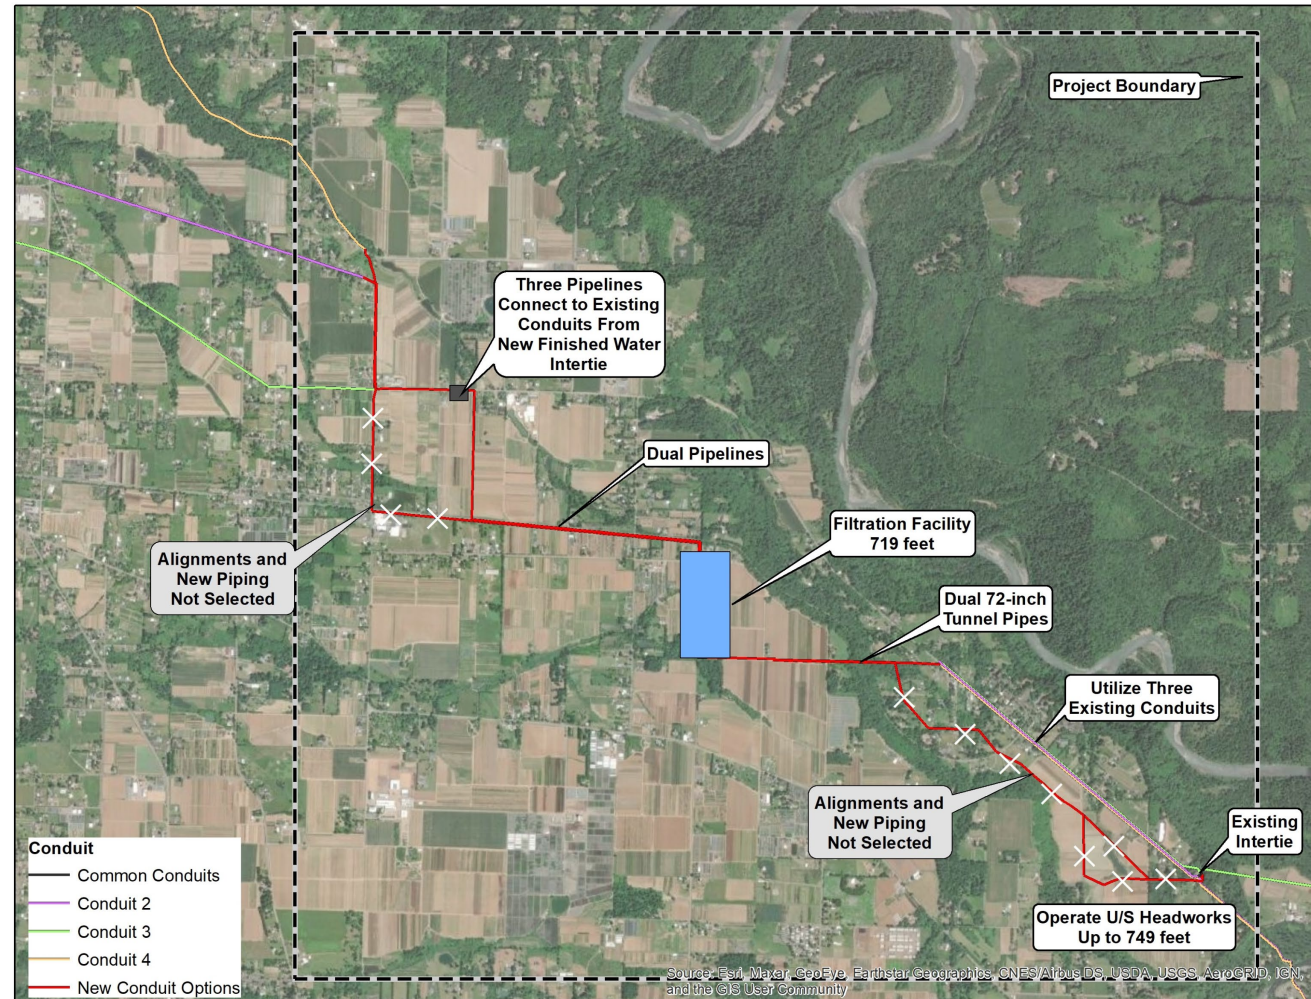 Project Boundary
Three Pipelines
Connect to Existing
Conduits From
New Finished Water
Intertie
Dual Pipelines
Filtration Facility
719 feet
Alignments and
New Piping
Not Selected
Dual 72-inch
Tunnel Pipes
Utilize Three
Existing Conduits
Alignments and
New Piping
Not Selected
Existing
Intertie
Operate U/S Headworks
Up to 749 feet
Conduit
Common Conduits
Conduit 2
Conduit 3
Conduit 4
New Conduit Options
Source: Esri, Maxar, GeoEye, Earthstar Geographics, CNES/Airbus DS, USDA, USGS, AeroGRID, IGN,
and the GIS User Community